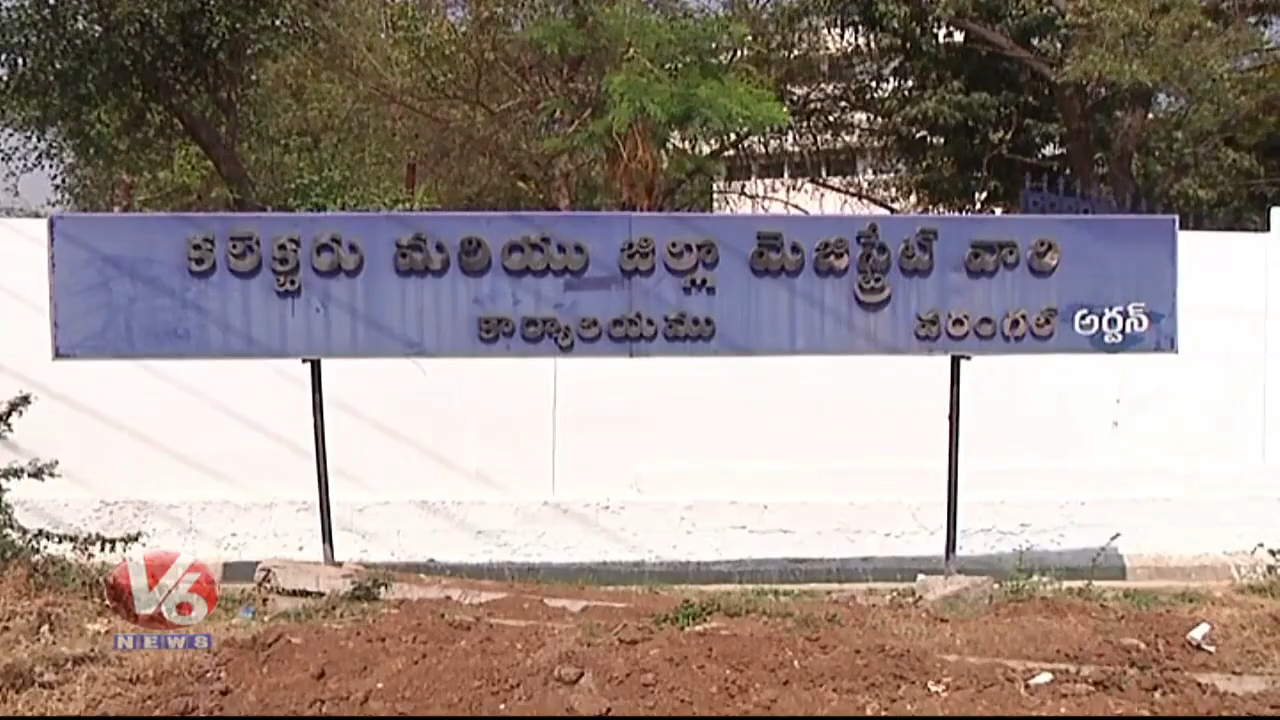 కలెక్టరు మరియు జిల్లా మెజిస్ట్రేట్ వారి
కార్యాలయము వరంగల్ అర్బన్
V6
NEWS